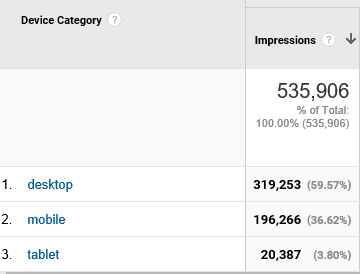 Device Category ?
Impressions ? ↓
535,906
% of Total:
100.00% (535,906)
1. desktop 319,253 (59.57%)
2. mobile 196,266 (36.62%)
3. tablet 20,387 (3.80%)